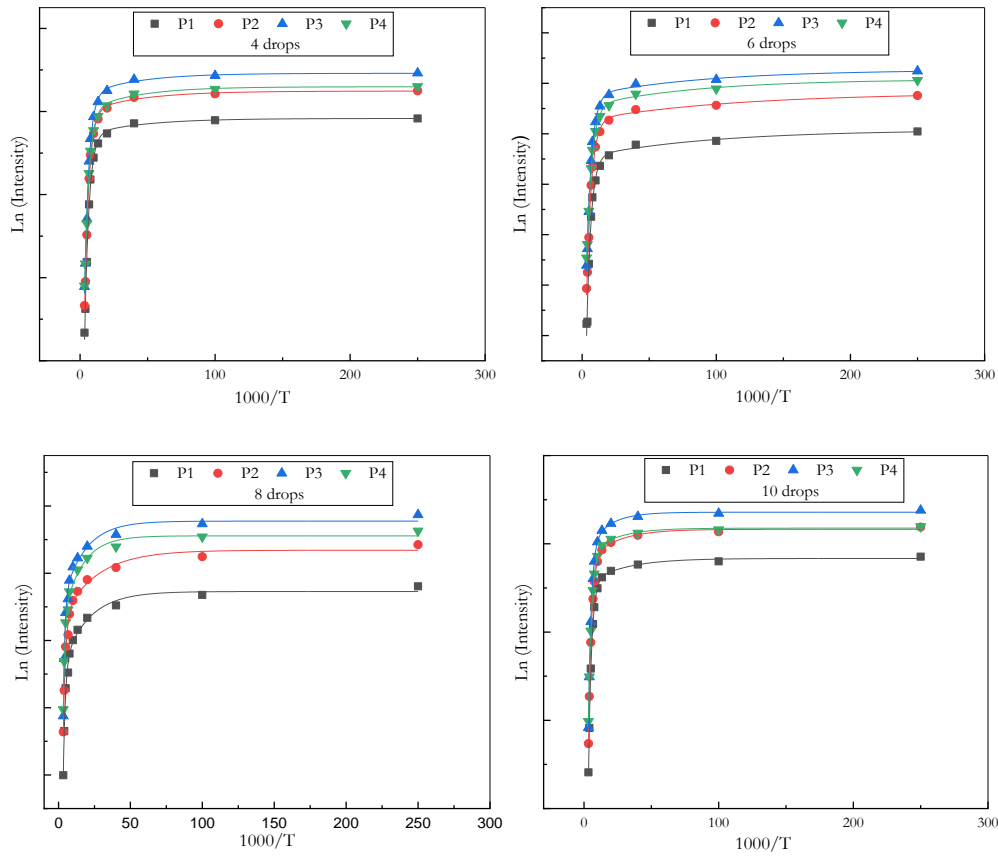 P1 P2 P3 P4
4 drops
Ln (Intensity)
0 100 200 300
1000/T
P1 P2 P3 P4
6 drops
Ln (Intensity)
0 100 200 300
1000/T
P1 P2 P3 P4
8 drops
Ln (Intensity)
0 50 100 150 200 250 300
1000/T
P1 P2 P3 P4
10 drops
Ln (Intensity)
0 100 200 300
1000/T